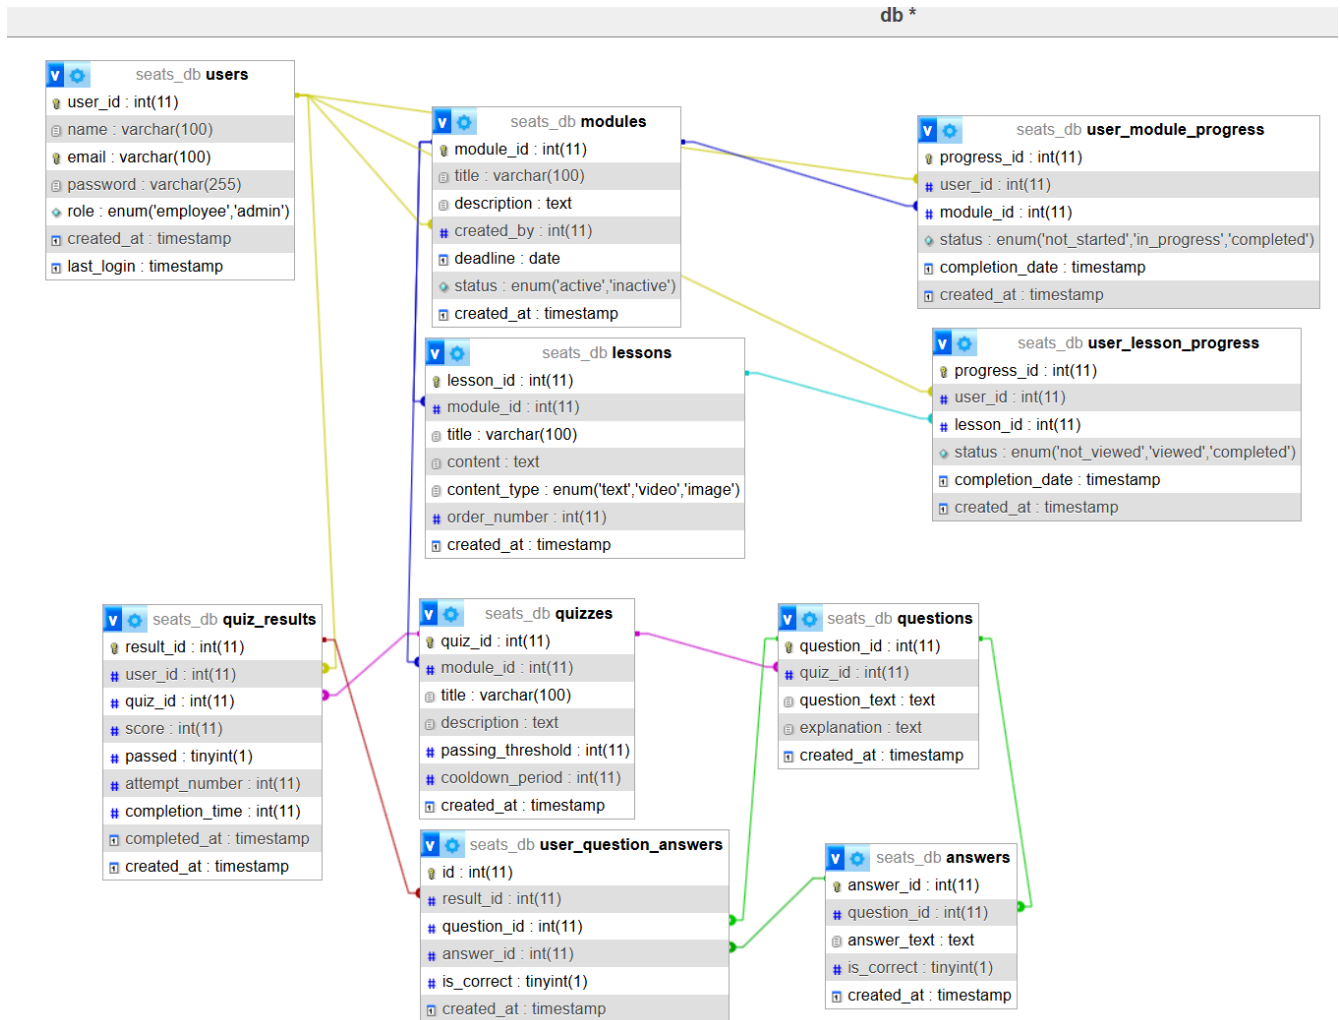 db *
seats_db users
user_id : int(11)
name : varchar(100)
email : varchar(100)
password : varchar(255)
role : enum('employee','admin')
created_at : timestamp
last_login : timestamp
seats_db modules
module_id : int(11)
title : varchar(100)
description : text
created_by : int(11)
deadline : date
status : enum('active','inactive')
created_at : timestamp
seats_db user_module_progress
progress_id : int(11)
user_id : int(11)
module_id : int(11)
status : enum('not_started','in_progress','completed')
completion_date : timestamp
created_at : timestamp
seats_db lessons
lesson_id : int(11)
module_id : int(11)
title : varchar(100)
content : text
content_type : enum('text','video','image')
order_number : int(11)
created_at : timestamp
seats_db user_lesson_progress
progress_id : int(11)
user_id : int(11)
lesson_id : int(11)
status : enum('not_viewed','viewed','completed')
completion_date : timestamp
created_at : timestamp
seats_db quiz_results
result_id : int(11)
user_id : int(11)
quiz_id : int(11)
score : int(11)
passed : tinyint(1)
attempt_number : int(11)
completion_time : int(11)
completed_at : timestamp
created_at : timestamp
seats_db quizzes
quiz_id : int(11)
module_id : int(11)
title : varchar(100)
description : text
passing_threshold : int(11)
cooldown_period : int(11)
created_at : timestamp
seats_db questions
question_id : int(11)
quiz_id : int(11)
question_text : text
explanation : text
created_at : timestamp
seats_db user_question_answers
id : int(11)
result_id : int(11)
question_id : int(11)
answer_id : int(11)
is_correct : tinyint(1)
created_at : timestamp
seats_db answers
answer_id : int(11)
question_id : int(11)
answer_text : text
is_correct : tinyint(1)
created_at : timestamp